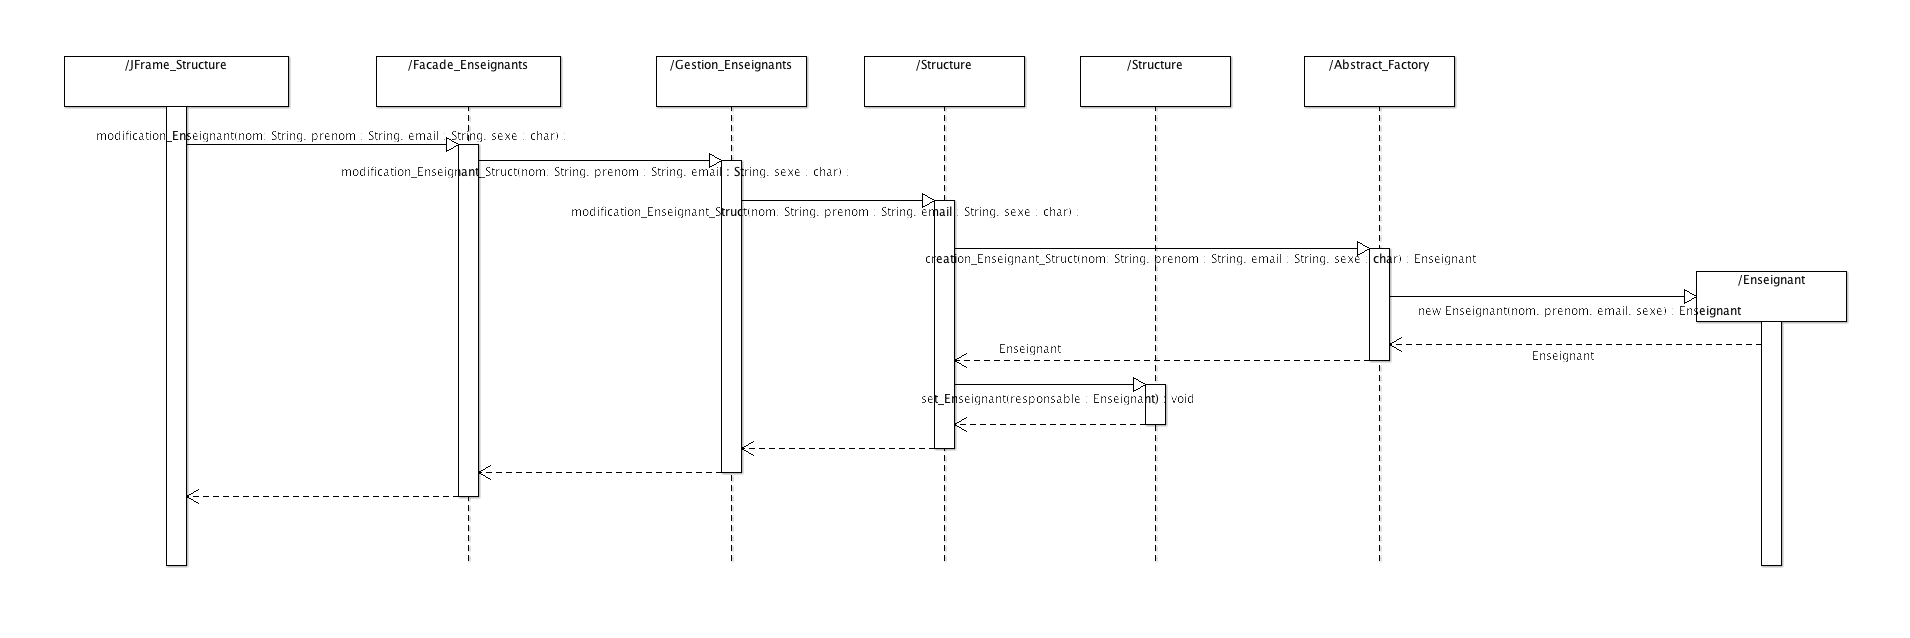 /JFrame_Structure
/Facade_Enseignants
/Gestion_Enseignants
/Structure
/Structure
/Abstract_Factory
modification_Enseignant(nom: String, prenom : String, email : String, sexe : char) :
modification_Enseignant_Struct(nom: String, prenom : String, email : String, sexe : char) :
modification_Enseignant_Struct(nom: String, prenom : String, email : String, sexe : char) :
creation_Enseignant_Struct(nom: String, prenom : String, email : String, sexe : char) : Enseignant
/Enseignant
new Enseignant(nom, prenom, email, sexe) : Enseignant
Enseignant
Enseignant
set_Enseignant(responsable : Enseignant) : void